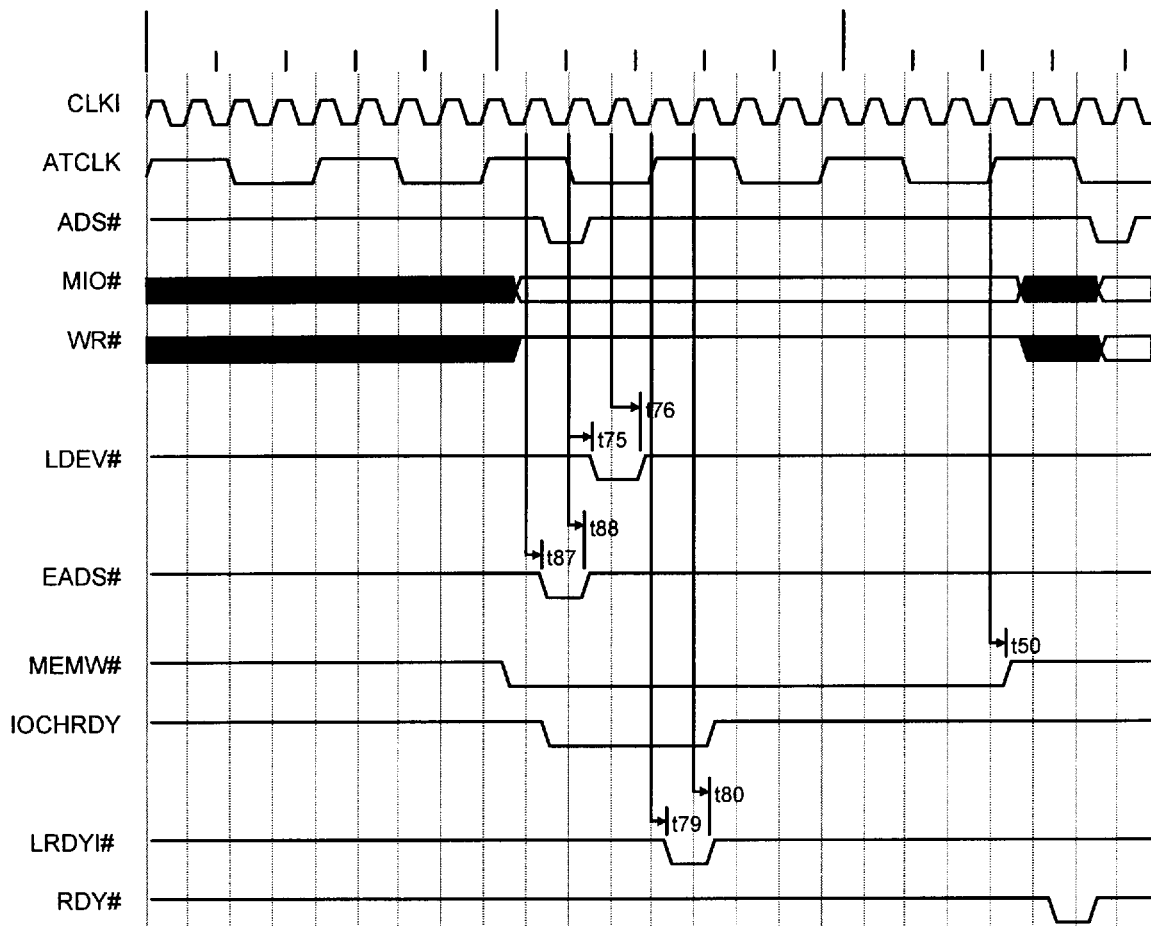 CLKI
ATCLK
ADS#
MIO#
WR#
t76
t75
LDEV#
t88
t87
EADS#
t50
MEMW#
IOCHRDY
t80
t79
LRDYI#
RDY#